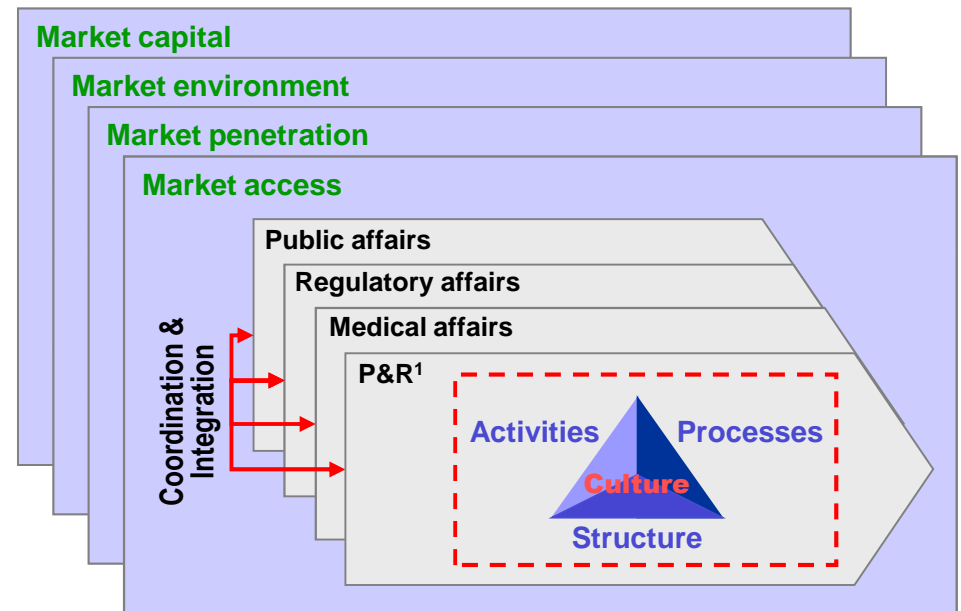 Market capital
Market environment
Market penetration
Market access
Public affairs
Regulatory affairs
Medical affairs
P&R¹
Coordination &
Integration
Activities
Processes
Culture
Structure